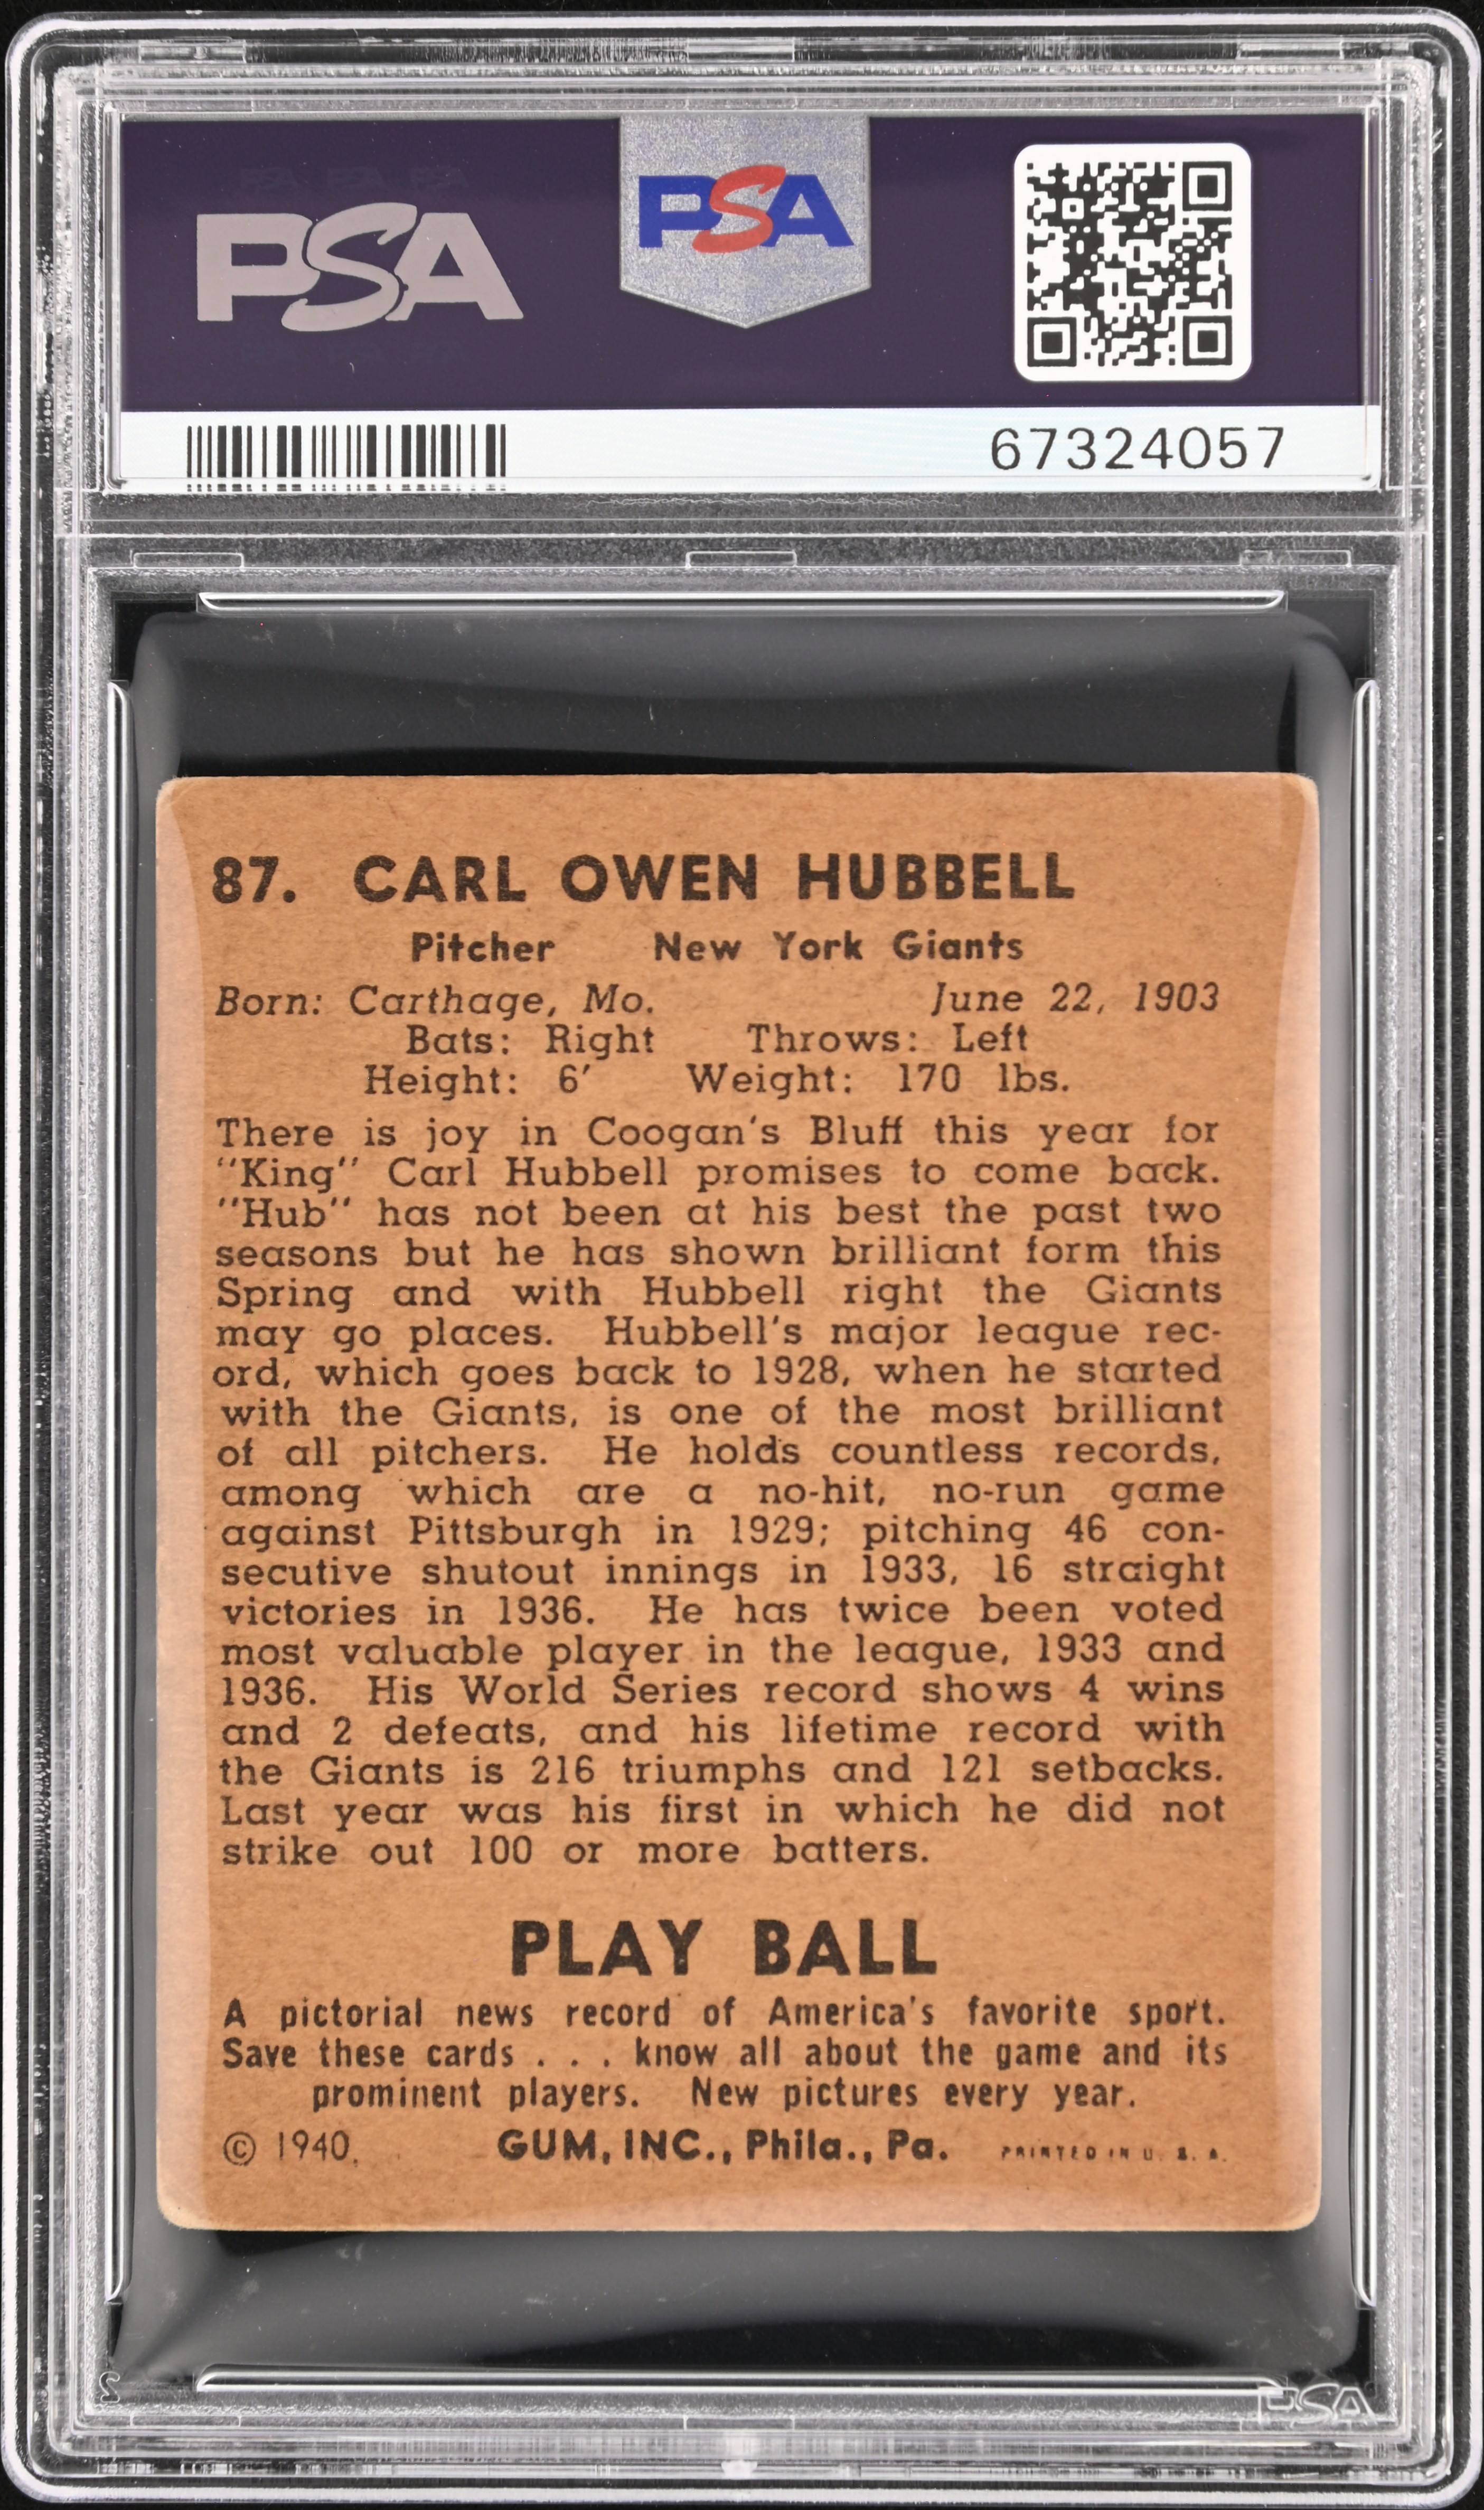 PSA
PSA
67324057
87. CARL OWEN HUBBELL
Pitcher New York Giants
Born: Carthage, Mo. June 22, 1903
Bats: Right Throws: Left
Height: 6′ Weight: 170 lbs.
There is joy in Coogan's Bluff this year for
"King" Carl Hubbell promises to come back.
"Hub" has not been at his best the past two
seasons but he has shown brilliant form this
Spring and with Hubbell right the Giants
may go places. Hubbell's major league rec-
ord, which goes back to 1928, when he started
with the Giants, is one of the most brilliant
of all pitchers. He holds countless records,
among which are a no-hit, no-run game
against Pittsburgh in 1929; pitching 46 con-
secutive shutout innings in 1933, 16 straight
victories in 1936. He has twice been voted
most valuable player in the league, 1933 and
1936. His World Series record shows 4 wins
and 2 defeats, and his lifetime record with
the Giants is 216 triumphs and 121 setbacks.
Last year was his first in which he did not
strike out 100 or more batters.
PLAY BALL
A pictorial news record of America's favorite sport.
Save these cards . . . know all about the game and its
prominent players. New pictures every year.
© 1940. GUM, INC., Phila., Pa. PRINTED IN U. S. A.
PSA